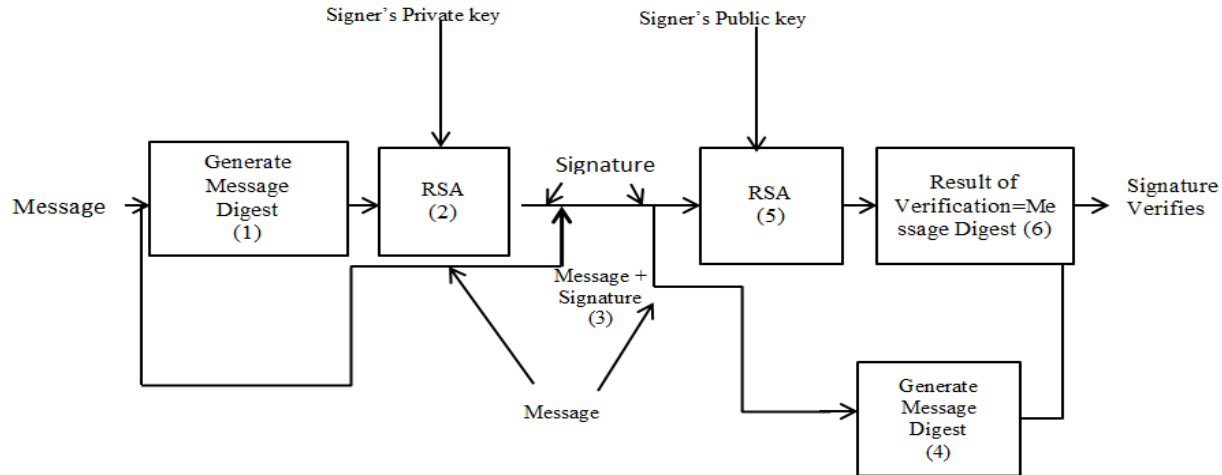 Signer's Private key
Signer's Public key
Message
Generate
Message
Digest
(1)
RSA
(2)
Signature
Message +
Signature
(3)
RSA
(5)
Result of
Verification=Me
ssage Digest (6)
Signature
Verifies
Message
Generate
Message
Digest
(4)